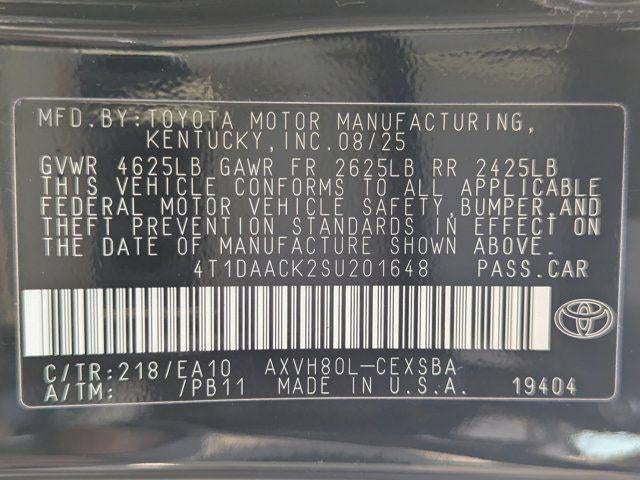 MFD.BY:TOYOTA MOTOR MANUFACTURING,
KENTUCKY,INC.08/25
GVWR 4625LB GAWR FR 2625LB RR 2425LB
THIS VEHICLE CONFORMS TO ALL APPLICABLE
FEDERAL MOTOR VEHICLE SAFETY,BUMPER,AND
THEFT PREVENTION STANDARDS IN EFFECT ON
THE DATE OF MANUFACTURE SHOWN ABOVE.
4T1DAACK2SU201648 PASS.CAR
C/TR:218/EA10 AXVH80L-CEXSBA
A/TM: 7PB11 MADE IN U.S.A. 19404